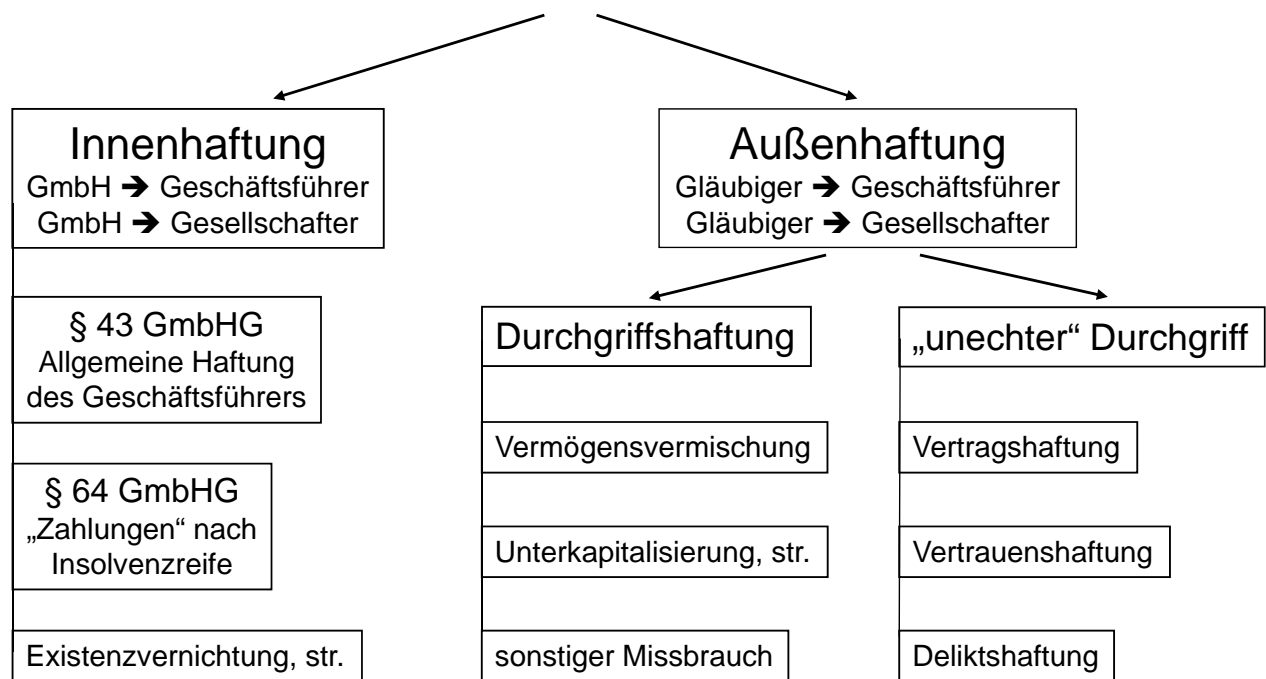 Innenhaftung
GmbH ➔ Geschäftsführer
GmbH ➔ Gesellschafter
§ 43 GmbHG
Allgemeine Haftung
des Geschäftsführers
§ 64 GmbHG
„Zahlungen“ nach
Insolvenzreife
Existenzvernichtung, str.
Außenhaftung
Gläubiger ➔ Geschäftsführer
Gläubiger ➔ Gesellschafter
Durchgriffshaftung
Vermögensvermischung
Unterkapitalisierung, str.
sonstiger Missbrauch
„unechter“ Durchgriff
Vertragshaftung
Vertrauenshaftung
Deliktshaftung